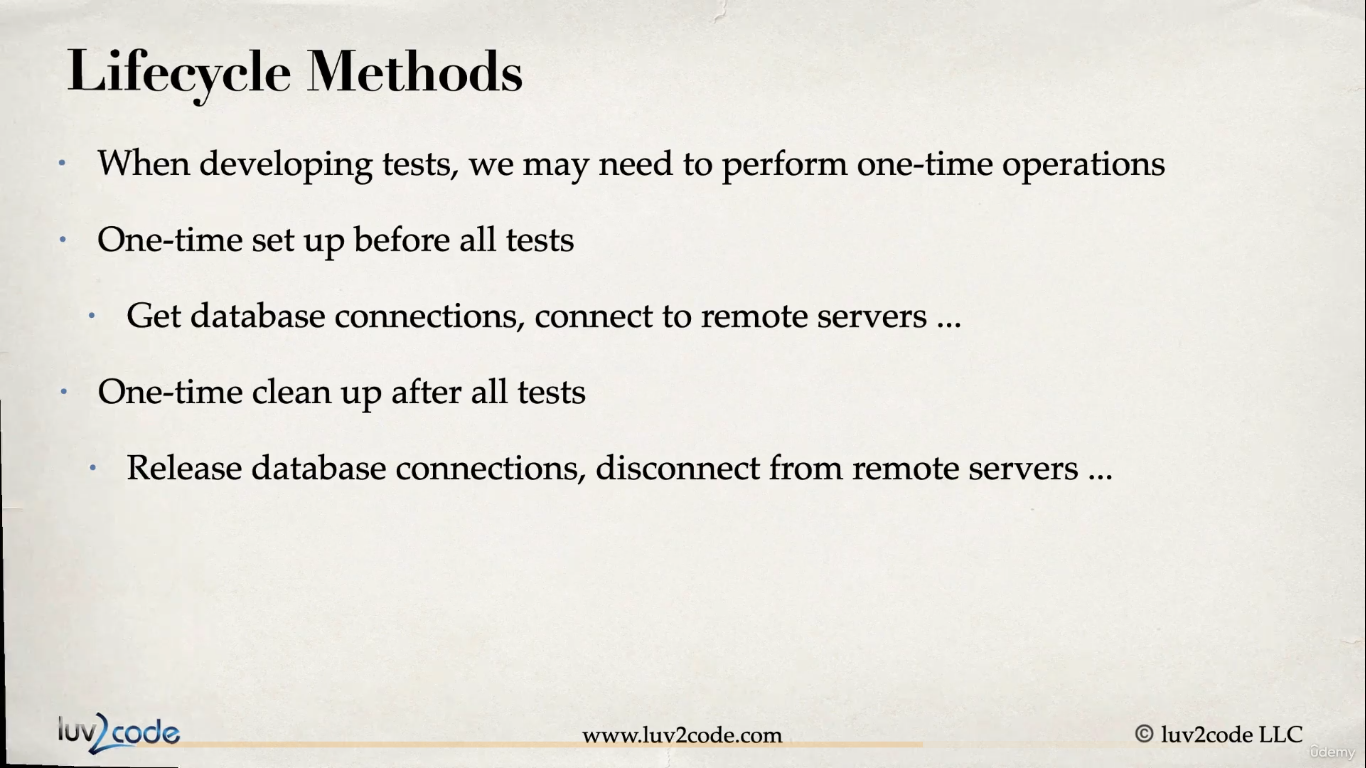 Lifecycle Methods
• When developing tests, we may need to perform one-time operations
• One-time set up before all tests
• Get database connections, connect to remote servers ...
• One-time clean up after all tests
• Release database connections, disconnect from remote servers ...
luv2code
www.luv2code.com
© luv2code LLC
ûdemy